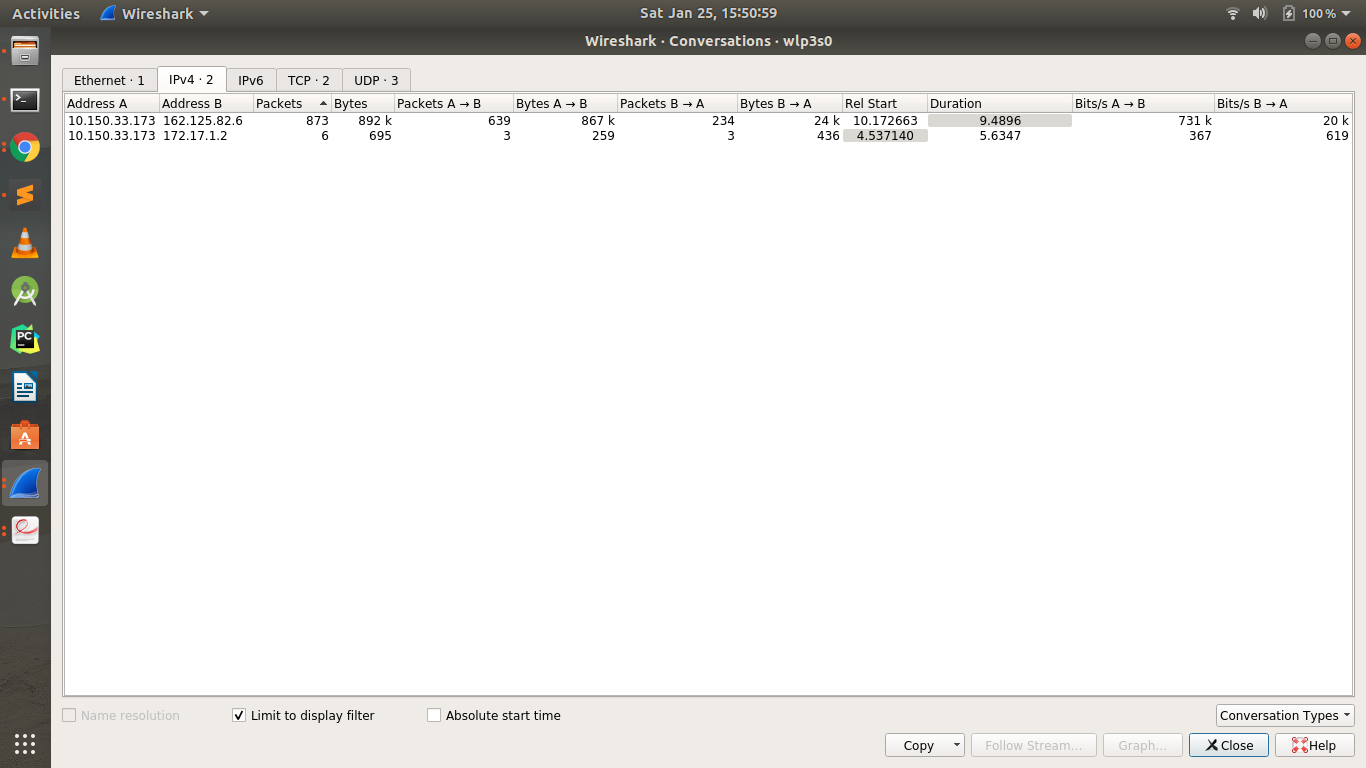 Activities Wireshark Sat Jan 25, 15:50:59 100 %
Wireshark · Conversations · wlp3s0
Ethernet · 1 IPv4 · 2 IPv6 TCP · 2 UDP · 3
Address A Address B Packets Bytes Packets A → B Bytes A → B Packets B → A Bytes B → A Rel Start Duration Bits/s A → B Bits/s B → A
10.150.33.173 162.125.82.6 873 892 k 639 867 k 234 24 k 10.172663 9.4896 731 k 20 k
10.150.33.173 172.17.1.2 6 695 3 259 3 436 4.537140 5.6347 367 619
PC
Name resolution Limit to display filter Absolute start time Conversation Types
Copy Follow Stream... Graph... Close Help